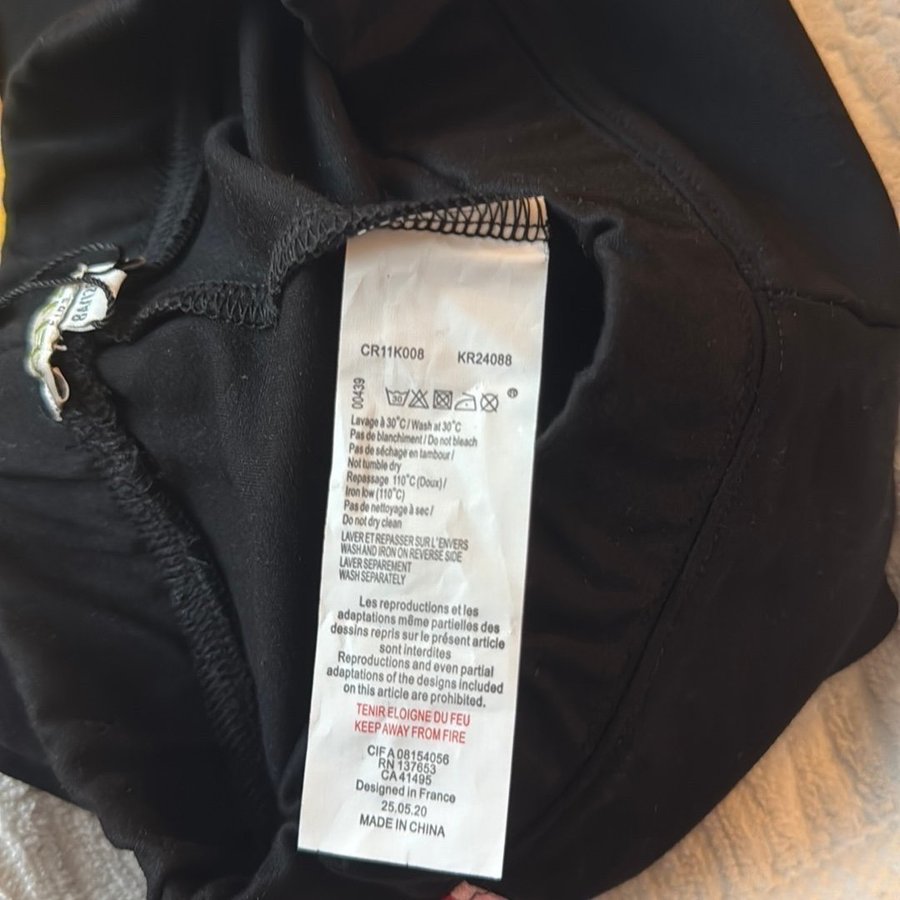 CR11K008 KR24088
00439
30
Lavage à 30°C / Wash at 30°C
Pas de blanchiment / Do not bleach
Pas de séchage en tambour /
Not tumble dry
Repassage 110°C (Doux) /
Iron low (110°C)
Pas de nettoyage à sec /
Do not dry clean
LAVER ET REPASSER SUR L'ENVERS
WASH AND IRON ON REVERSE SIDE
LAVER SEPAREMENT
WASH SEPARATELY
Les reproductions et les
adaptations même partielles des
dessins repris sur le présent article
sont interdites
Reproductions and even partial
adaptations of the designs included
on this article are prohibited.
TENIR ELOIGNE DU FEU
KEEP AWAY FROM FIRE
CIF A 08154056
RN 137653
CA 41495
Designed in France
25.05.20
MADE IN CHINA